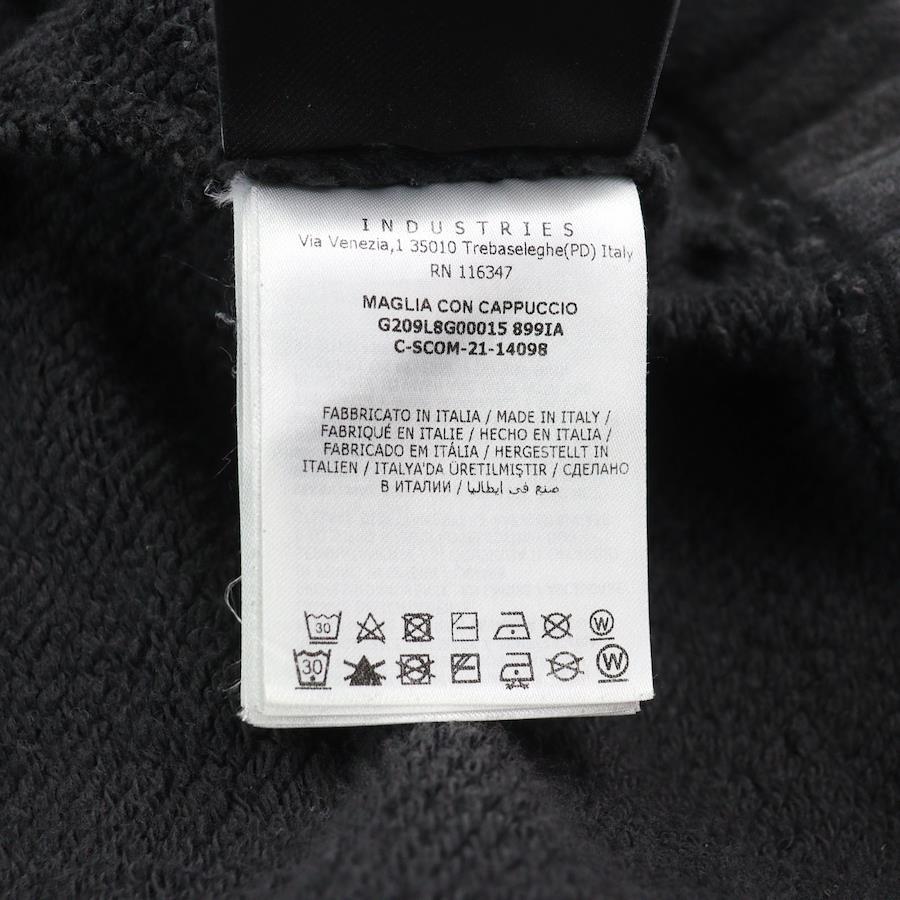 INDUSTRIES
Via Venezia,1 35010 Trebaseleghe(PD) Italy
RN 116347
MAGLIA CON CAPPUCCIO
G209L8G00015 899IA
C-SCOM-21-14098
FABBRICATO IN ITALIA / MADE IN ITALY /
FABRIQUÉ EN ITALIE / HECHO EN ITALIA /
FABRICADO EM ITÁLIA / HERGESTELLT IN
ITALIEN / ITALYA'DA ÜRETILMIŞTIR / СДЕЛАНО
В ИТАЛИИ / صنع في ايطاليا
30 W
30 W